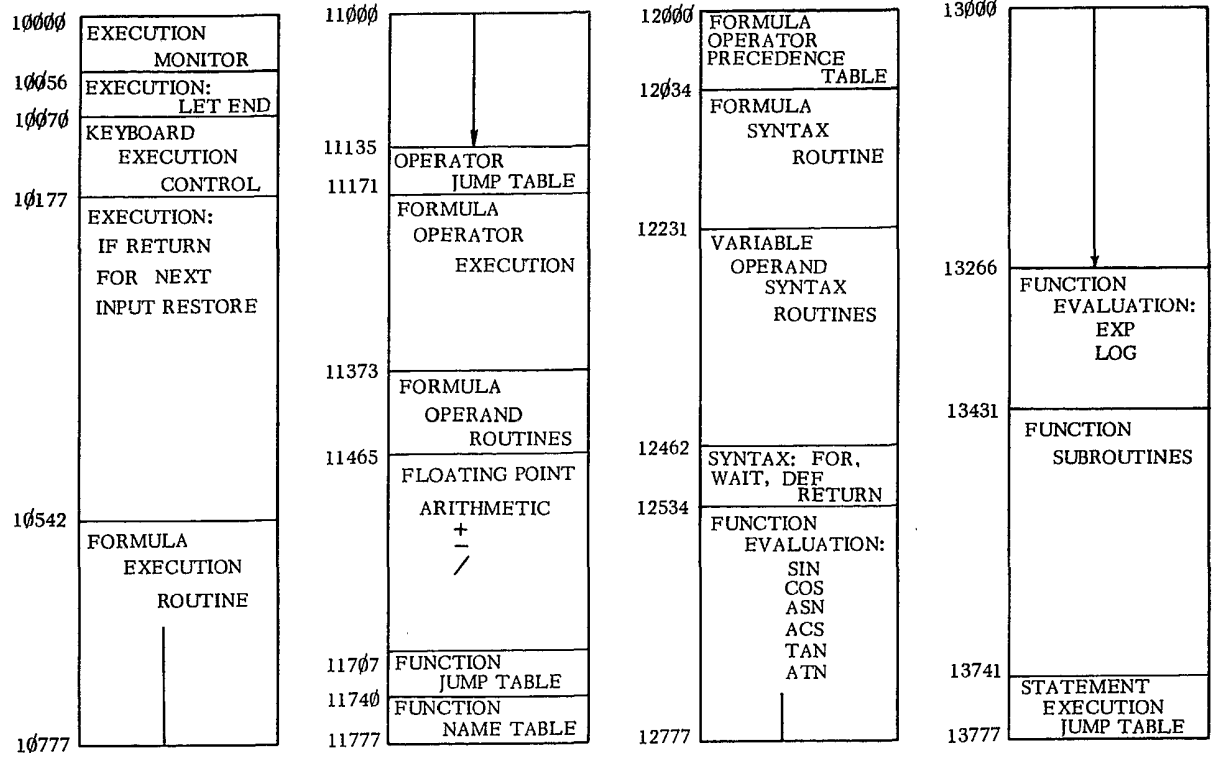 10000
EXECUTION
MONITOR
10056
EXECUTION:
LET END
10070
KEYBOARD
EXECUTION
CONTROL
10177
EXECUTION:
IF RETURN
FOR NEXT
INPUT RESTORE
10542
FORMULA
EXECUTION
ROUTINE
10777
11000
11135
OPERATOR
JUMP TABLE
11171
FORMULA
OPERATOR
EXECUTION
11373
FORMULA
OPERAND
ROUTINES
11465
FLOATING POINT
ARITHMETIC
+
-
/
11707
FUNCTION
JUMP TABLE
11740
FUNCTION
NAME TABLE
11777
12000
FORMULA
OPERATOR
PRECEDENCE
TABLE
12034
FORMULA
SYNTAX
ROUTINE
12231
VARIABLE
OPERAND
SYNTAX
ROUTINES
12462
SYNTAX: FOR,
WAIT, DEF
RETURN
12534
FUNCTION
EVALUATION:
SIN
COS
ASN
ACS
TAN
ATN
12777
13000
13266
FUNCTION
EVALUATION:
EXP
LOG
13431
FUNCTION
SUBROUTINES
13741
STATEMENT
EXECUTION
JUMP TABLE
13777